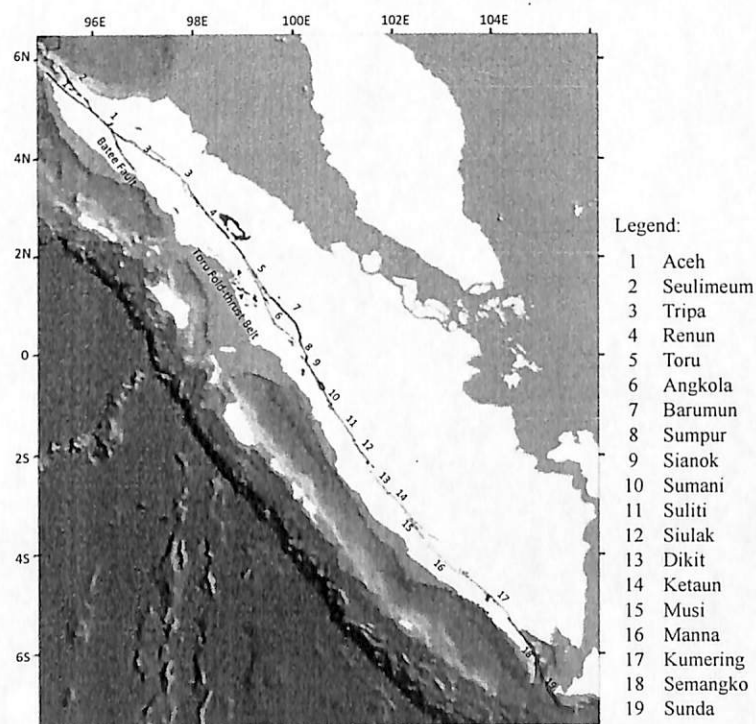 96E 98E 100E 102E 104E
6N
4N
2N
0
2S
4S
6S
1
2
1
3
3
4
5
6
7
8
9
10
11
12
13
14
15
16
17
18
19
Batee Fault
Toru Fold-thrust Belt
Legend:
1 Aceh
2 Seulimeum
3 Tripa
4 Renun
5 Toru
6 Angkola
7 Barumun
8 Sumpur
9 Sianok
10 Sumani
11 Suliti
12 Siulak
13 Dikit
14 Ketaun
15 Musi
16 Manna
17 Kumering
18 Semangko
19 Sunda